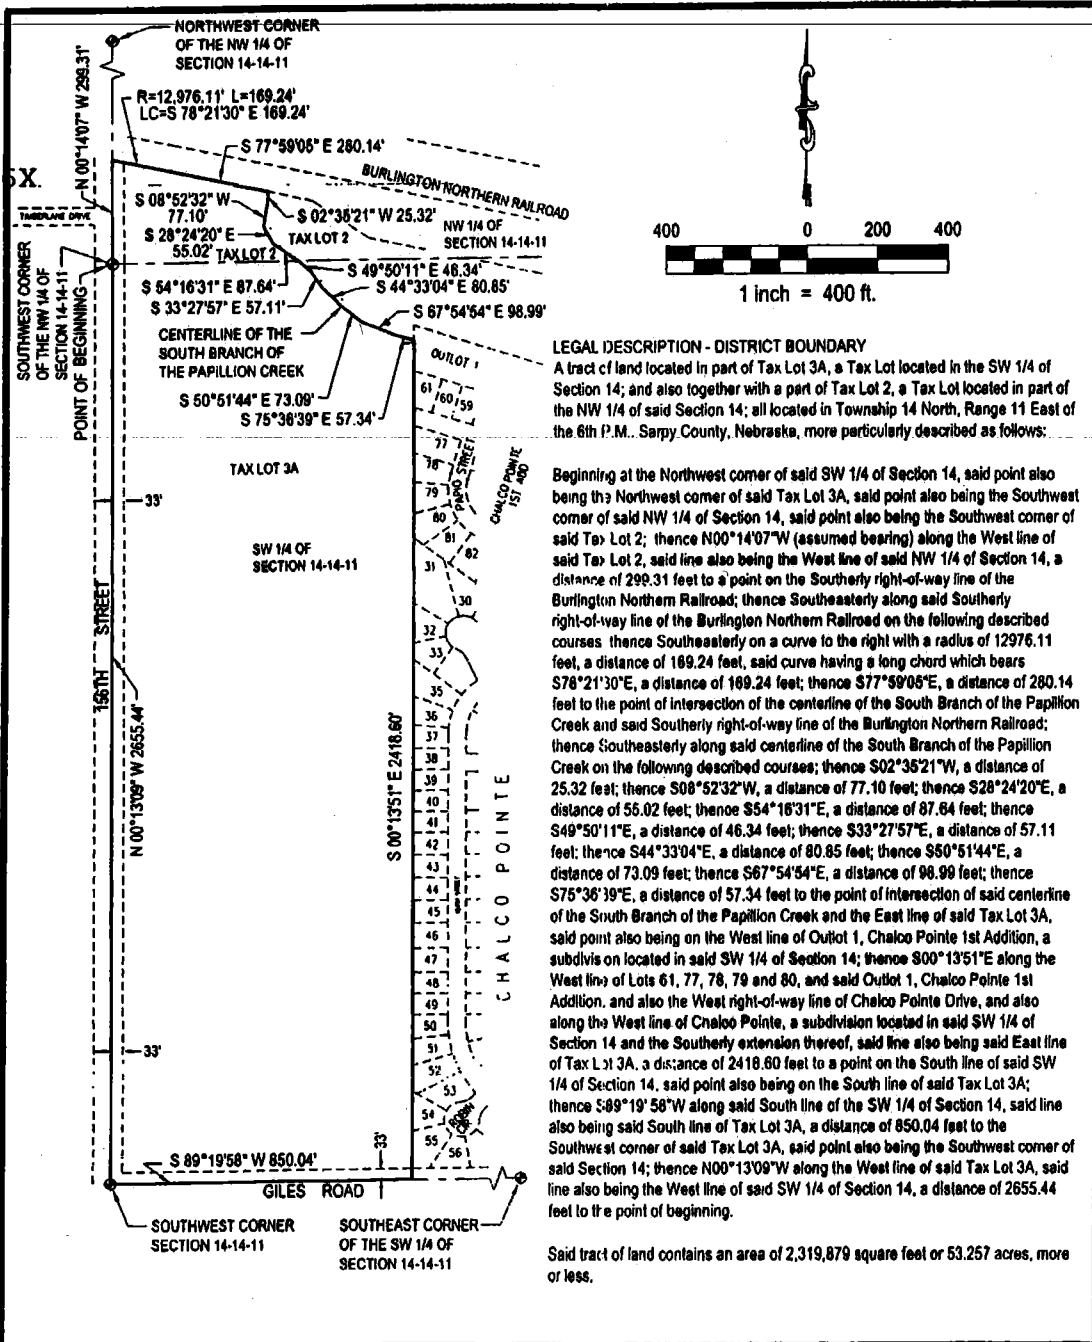 NORTHWEST CORNER
OF THE NW 1/4 OF
SECTION 14-14-11
N 00°14'07" W 299.31'
R=12,976.11' L=169.24'
LC=S 78°21'30" E 169.24'
S 77°59'05" E 280.14'
BURLINGTON NORTHERN RAILROAD
5X.
TIMBERLANE DRIVE
S 08°52'32" W
77.10'
S 02°35'21" W 25.32'
S 28°24'20" E
55.02'
TAX LOT 2
NW 1/4 OF
SECTION 14-14-11
TAX LOT 2
S 49°50'11" E 46.34'
S 54°16'31" E 87.64'
S 44°33'04" E 80.85'
S 33°27'57" E 57.11'
S 67°54'54" E 98.99'
CENTERLINE OF THE
SOUTH BRANCH OF
THE PAPILLION CREEK
S 50°51'44" E 73.09'
S 75°36'39" E 57.34'
SOUTHWEST CORNER
OF THE NW 1/4 OF
SECTION 14-14-11
POINT OF BEGINNING
OUTLOT 1
61
60
59
77
78
79
80
81
82
PAPIO STREET
CHALCO POINTE
1ST ADD
31
30
32
33
35
36
37
38
39
40
41
42
43
44
45
46
47
48
49
50
51
52
53
54
55
56
ROBIN
CHALCO POINTE
TAX LOT 3A
33'
SW 1/4 OF
SECTION 14-14-11
156TH STREET
N 00°13'09" W 2655.44'
S 00°13'51" E 2418.60'
33'
33'
S 89°19'58" W 850.04'
GILES ROAD
SOUTHWEST CORNER
SECTION 14-14-11
SOUTHEAST CORNER
OF THE SW 1/4 OF
SECTION 14-14-11
400 0 400
1 inch = 400 ft.
LEGAL DESCRIPTION - DISTRICT BOUNDARY
A tract of land located in part of Tax Lot 3A, a Tax Lot located in the SW 1/4 of
Section 14; and also together with a part of Tax Lot 2, a Tax Lot located in part of
the NW 1/4 of said Section 14; all located in Township 14 North, Range 11 East of
the 6th P.M., Sarpy County, Nebraska, more particularly described as follows:
Beginning at the Northwest corner of said SW 1/4 of Section 14, said point also
being the Northwest corner of said Tax Lot 3A, said point also being the Southwest
corner of said NW 1/4 of Section 14, said point also being the Southwest corner of
said Tax Lot 2; thence N00°14'07"W (assumed bearing) along the West line of
said Tax Lot 2, said line also being the West line of said NW 1/4 of Section 14, a
distance of 299.31 feet to a point on the Southerly right-of-way line of the
Burlington Northern Railroad; thence Southeasterly along said Southerly
right-of-way line of the Burlington Northern Railroad on the following described
courses thence Southeasterly on a curve to the right with a radius of 12976.11
feet, a distance of 169.24 feet, said curve having a long chord which bears
S78°21'30"E, a distance of 169.24 feet; thence S77°59'05"E, a distance of 280.14
feet to the point of intersection of the centerline of the South Branch of the Papillion
Creek and said Southerly right-of-way line of the Burlington Northern Railroad;
thence Southeasterly along said centerline of the South Branch of the Papillion
Creek on the following described courses; thence S02°35'21"W, a distance of
25.32 feet; thence S08°52'32"W, a distance of 77.10 feet; thence S28°24'20"E, a
distance of 55.02 feet; thence S54°16'31"E, a distance of 87.64 feet; thence
S49°50'11"E, a distance of 46.34 feet; thence S33°27'57"E, a distance of 57.11
feet; thence S44°33'04"E, a distance of 80.85 feet; thence S50°51'44"E, a
distance of 73.09 feet; thence S67°54'54"E, a distance of 98.99 feet; thence
S75°36'39"E, a distance of 57.34 feet to the point of intersection of said centerline
of the South Branch of the Papillion Creek and the East line of said Tax Lot 3A,
said point also being on the West line of Outlot 1, Chalco Pointe 1st Addition, a
subdivision located in said SW 1/4 of Section 14; thence S00°13'51"E along the
West line of Lots 61, 77, 78, 79 and 80, and said Outlot 1, Chalco Pointe 1st
Addition, and also the West right-of-way line of Chalco Pointe Drive, and also
along the West line of Chalco Pointe, a subdivision located in said SW 1/4 of
Section 14 and the Southerly extension thereof, said line also being said East line
of Tax Lot 3A, a distance of 2418.60 feet to a point on the South line of said SW
1/4 of Section 14, said point also being on the South line of said Tax Lot 3A;
thence S89°19'58"W along said South line of the SW 1/4 of Section 14, said line
also being said South line of Tax Lot 3A, a distance of 850.04 feet to the
Southwest corner of said Tax Lot 3A, said point also being the Southwest corner of
said Section 14; thence N00°13'09"W along the West line of said Tax Lot 3A, said
line also being the West line of said SW 1/4 of Section 14, a distance of 2655.44
feet to the point of beginning.
Said tract of land contains an area of 2,319,879 square feet or 53.257 acres, more
or less.